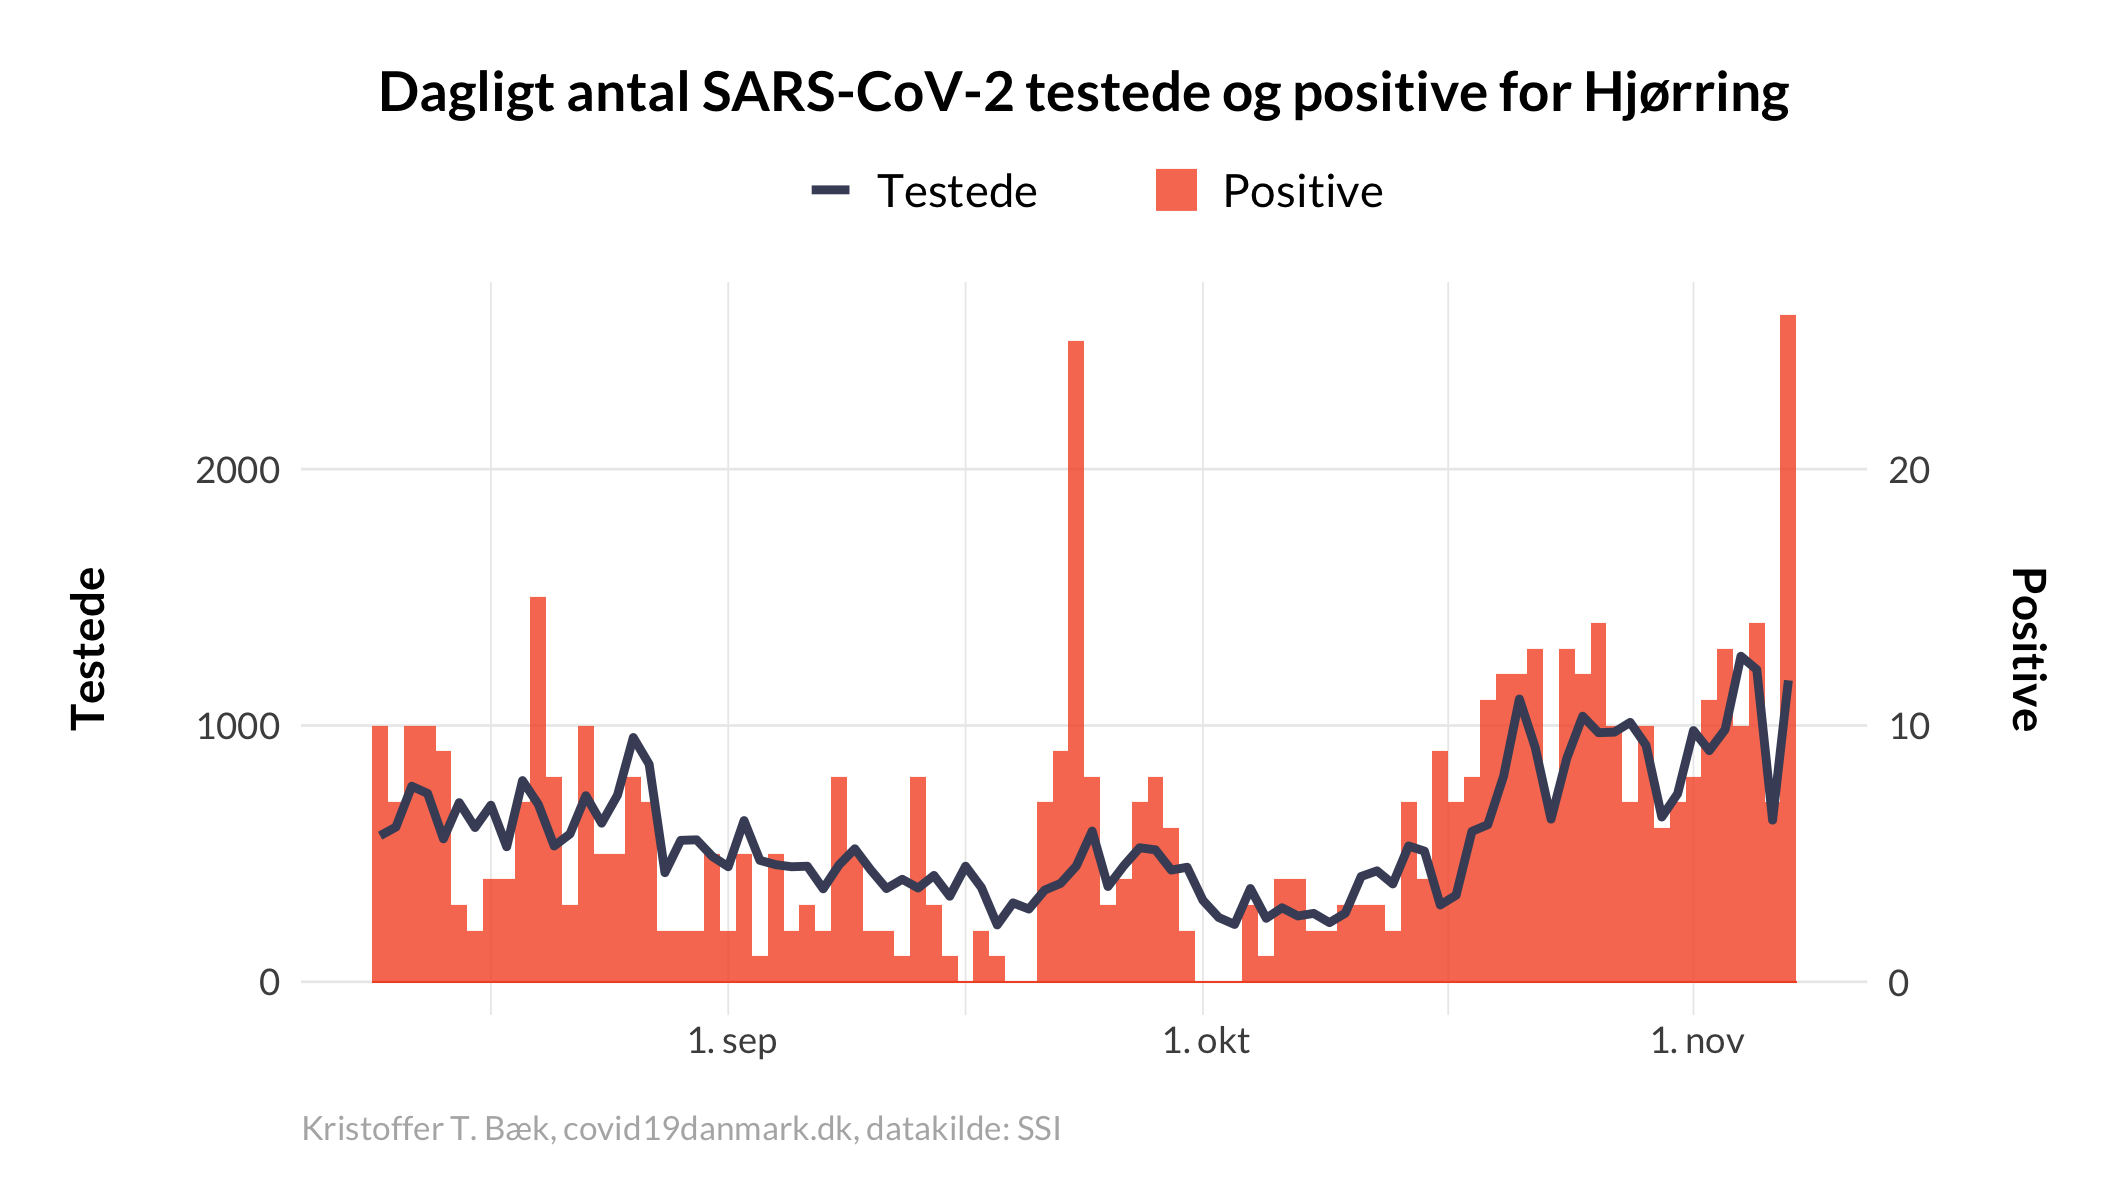 Dagligt antal SARS-CoV-2 testede og positive for Hjørring
Testede Positive
2000 20
Testede
Positive
1000 10
0 0
1. sep 1. okt 1. nov
Kristoffer T. Bæk, covid19danmark.dk, datakilde: SSI